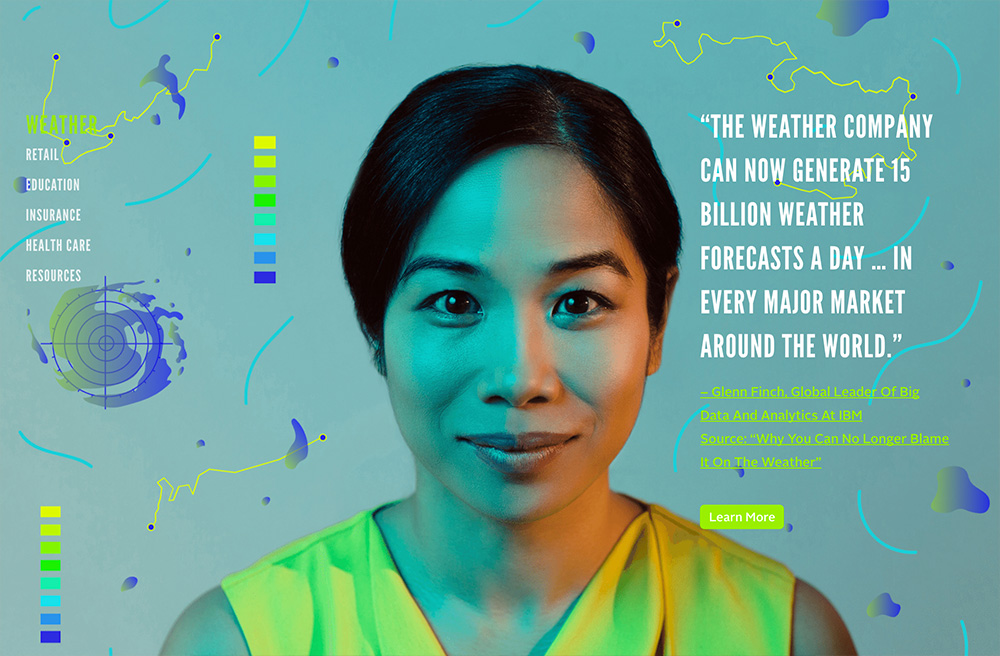 WEATHER
RETAIL
EDUCATION
INSURANCE
HEALTH CARE
RESOURCES
“THE WEATHER COMPANY
CAN NOW GENERATE 15
BILLION WEATHER
FORECASTS A DAY ... IN
EVERY MAJOR MARKET
AROUND THE WORLD.”
– Glenn Finch, Global Leader Of Big
Data And Analytics At IBM
Source: “Why You Can No Longer Blame
It On The Weather”
Learn More